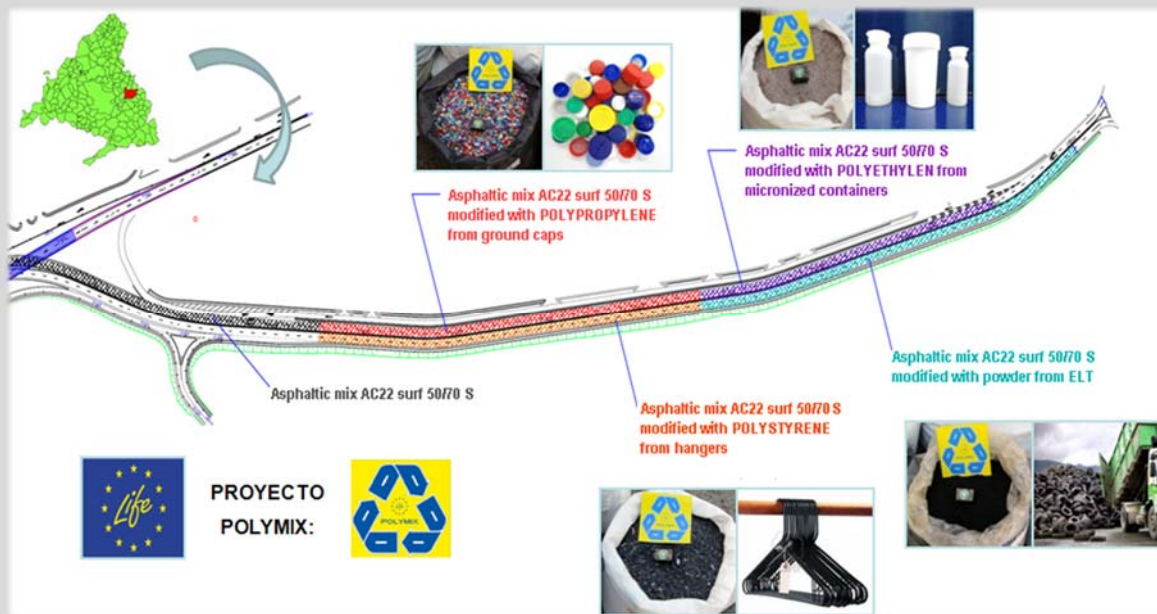 Asphaltic mix AC22 surf 50/70 S
modified with POLYPROPYLENE
from ground caps
Asphaltic mix AC22 surf 50/70 S
modified with POLYETHYLEN from
micronized containers
Asphaltic mix AC22 surf 50/70 S
modified with powder from ELT
Asphaltic mix AC22 surf 50/70 S
Asphaltic mix AC22 surf 50/70 S
modified with POLYSTYRENE
from hangers
Life
PROYECTO
POLYMIX:
POLYMIX